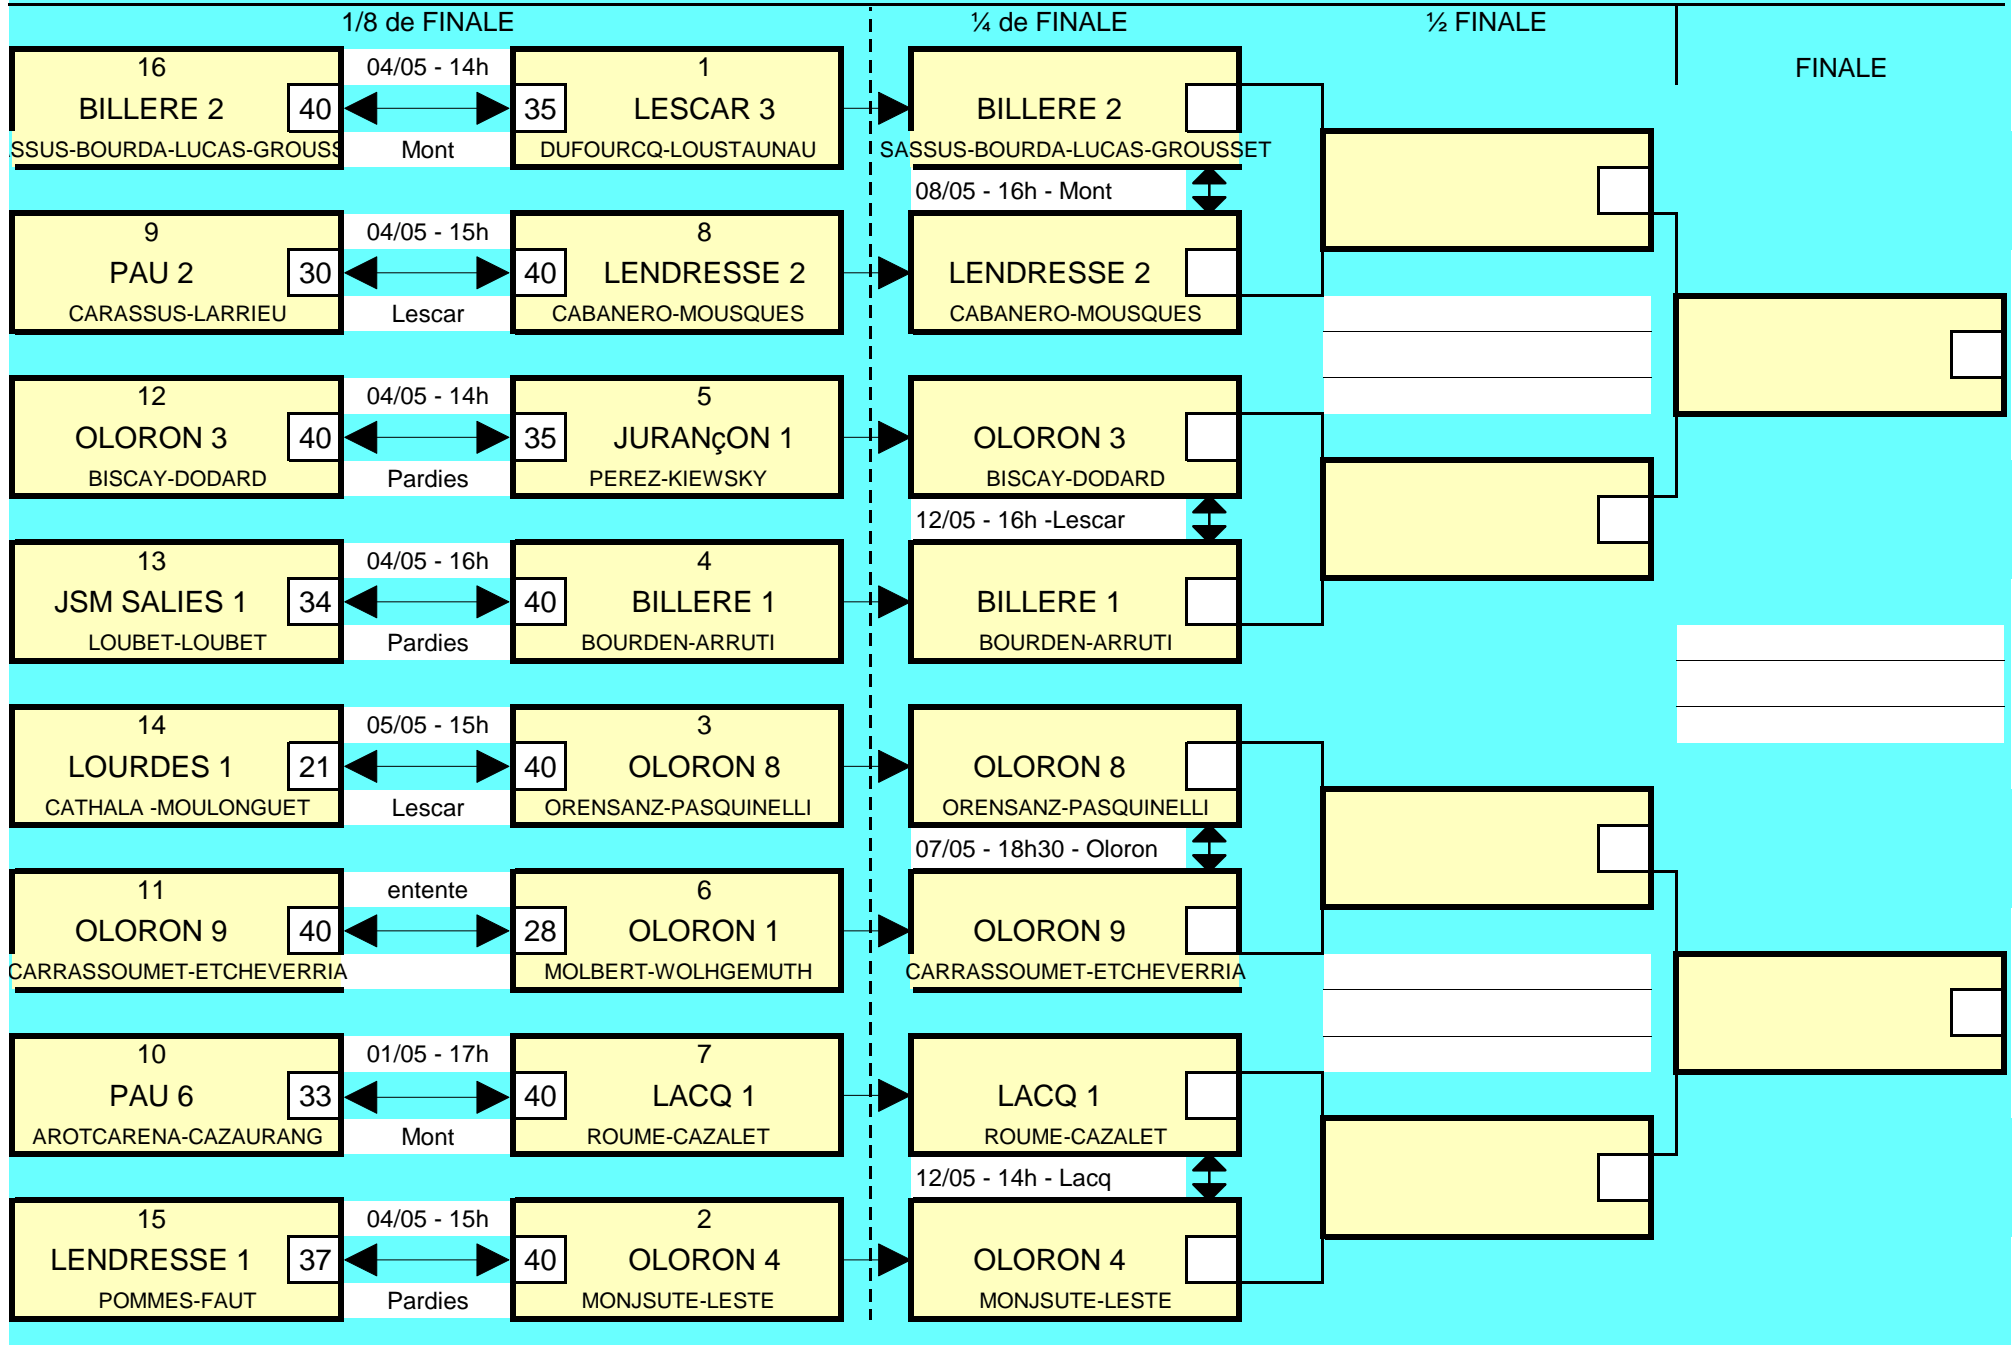 1/8 de FINALE
¼ de FINALE
½ FINALE
FINALE
16
04/05 - 14h
1
BILLERE 2
40
35
LESCAR 3
BILLERE 2
SSUS-BOURDA-LUCAS-GROUSS
Mont
DUFOURCQ-LOUSTAUNAU
SASSUS-BOURDA-LUCAS-GROUSSET
08/05 - 16h - Mont
9
04/05 - 15h
8
PAU 2
30
40
LENDRESSE 2
LENDRESSE 2
CARASSUS-LARRIEU
Lescar
CABANERO-MOUSQUES
CABANERO-MOUSQUES
12
04/05 - 14h
5
OLORON 3
40
35
JURANçON 1
OLORON 3
BISCAY-DODARD
Pardies
PEREZ-KIEWSKY
BISCAY-DODARD
12/05 - 16h -Lescar
13
04/05 - 16h
4
JSM SALIES 1
34
40
BILLERE 1
BILLERE 1
LOUBET-LOUBET
Pardies
BOURDEN-ARRUTI
BOURDEN-ARRUTI
14
05/05 - 15h
3
LOURDES 1
21
40
OLORON 8
OLORON 8
CATHALA -MOULONGUET
Lescar
ORENSANZ-PASQUINELLI
ORENSANZ-PASQUINELLI
07/05 - 18h30 - Oloron
11
entente
6
OLORON 9
40
28
OLORON 1
OLORON 9
CARRASSOUMET-ETCHEVERRIA
MOLBERT-WOLHGEMUTH
CARRASSOUMET-ETCHEVERRIA
10
01/05 - 17h
7
PAU 6
33
40
LACQ 1
LACQ 1
AROTCARENA-CAZAURANG
Mont
ROUME-CAZALET
ROUME-CAZALET
12/05 - 14h - Lacq
15
04/05 - 15h
2
LENDRESSE 1
37
40
OLORON 4
OLORON 4
POMMES-FAUT
Pardies
MONJSUTE-LESTE
MONJSUTE-LESTE